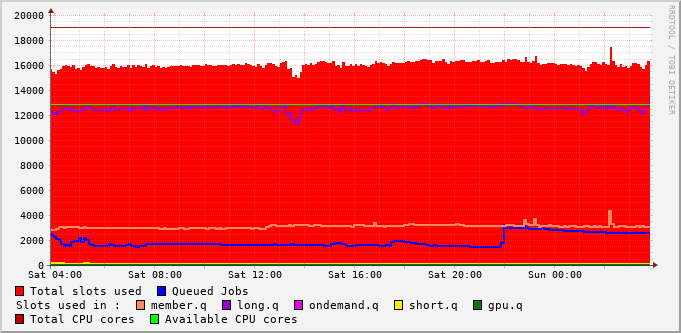 20000
18000
16000
14000
12000
10000
8000
6000
4000
2000
0
Sat 04:00 Sat 08:00 Sat 12:00 Sat 16:00 Sat 20:00 Sun 00:00
RRDTOOL / TOBI OETIKER
Total slots used Queued Jobs
Slots used in : member.q long.q ondemand.q short.q gpu.q
Total CPU cores Available CPU cores